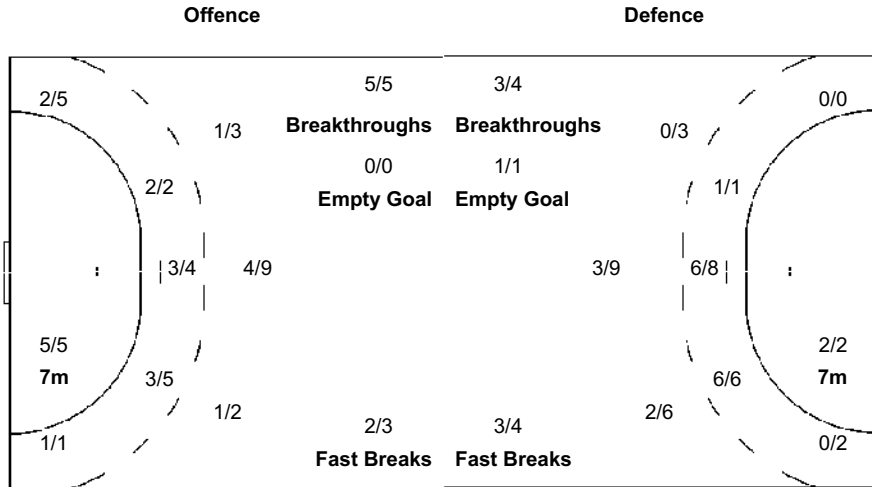 Offence Defence
5/5 3/4
2/5 0/0
Breakthroughs Breakthroughs
1/3 0/3
0/0 1/1
2/2 1/1
Empty Goal Empty Goal
3/4 4/9 3/9 6/8
5/5 2/2
7m 7m
3/5 6/6
1/2 2/6
2/3 3/4
1/1 0/2
Fast Breaks Fast Breaks